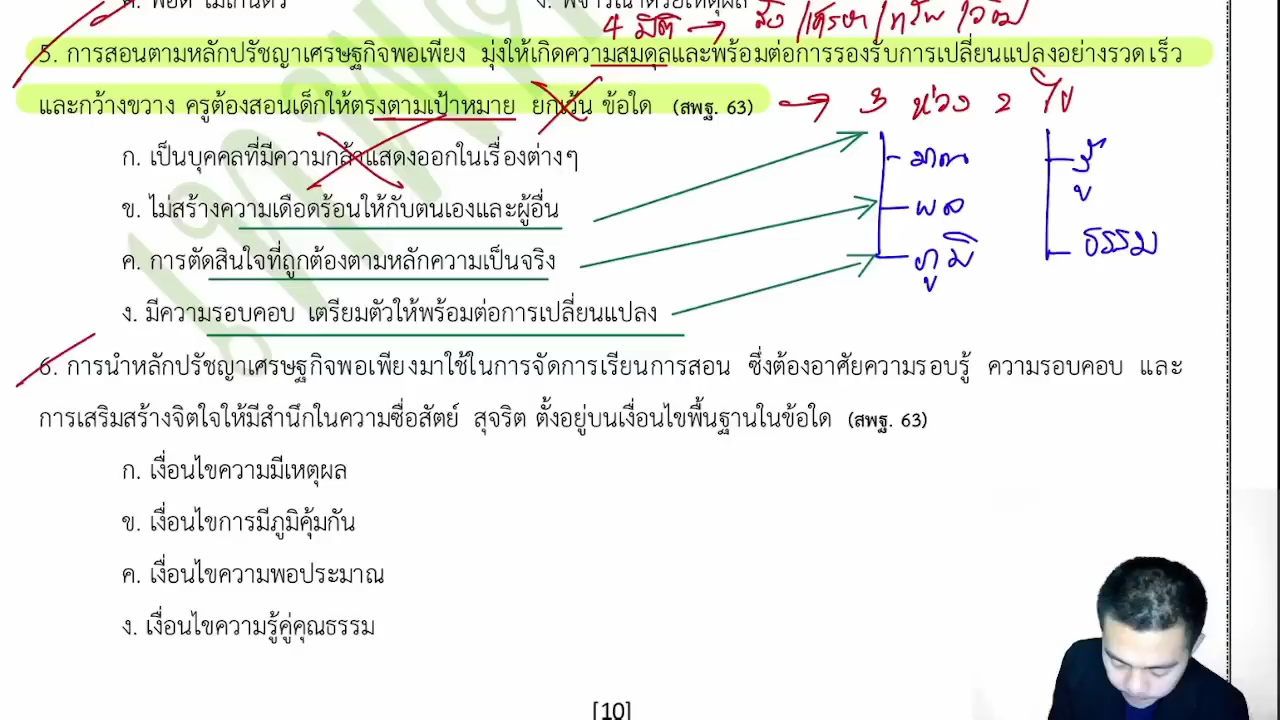 ค. พอดี ไม่เกินตัว ง. พิจารณาด้วยเหตุผล
4 มิติ →
5. การสอนตามหลักปรัชญาเศรษฐกิจพอเพียง มุ่งให้เกิดความสมดุลและพร้อมต่อการรองรับการเปลี่ยนแปลงอย่างรวดเร็ว
และกว้างขวาง ครูต้องสอนเด็กให้ตรงตามเป้าหมาย ยกเว้น ข้อใด (สพฐ. 63) → 3 ห่วง 2 ไข
ก. เป็นบุคคลที่มีความกล้าแสดงออกในเรื่องต่างๆ
มาณ
รู้
ข. ไม่สร้างความเดือดร้อนให้กับตนเองและผู้อื่น
ผล
ธรรม
ค. การตัดสินใจที่ถูกต้องตามหลักความเป็นจริง
ภูมิ
ง. มีความรอบคอบ เตรียมตัวให้พร้อมต่อการเปลี่ยนแปลง
6. การนำหลักปรัชญาเศรษฐกิจพอเพียงมาใช้ในการจัดการเรียนการสอน ซึ่งต้องอาศัยความรอบรู้ ความรอบคอบ และ
การเสริมสร้างจิตใจให้มีสำนึกในความซื่อสัตย์ สุจริต ตั้งอยู่บนเงื่อนไขพื้นฐานในข้อใด (สพฐ. 63)
ก. เงื่อนไขความมีเหตุผล
ข. เงื่อนไขการมีภูมิคุ้มกัน
ค. เงื่อนไขความพอประมาณ
ง. เงื่อนไขความรู้คู่คุณธรรม
[10]